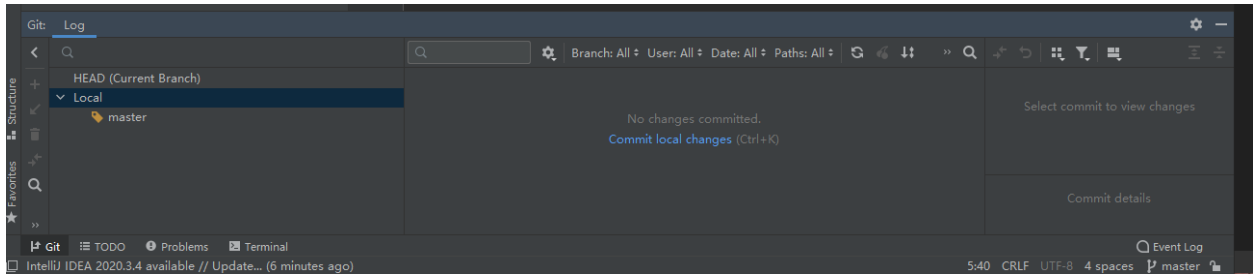 Git: Log
Branch: All User: All Date: All Paths: All »
HEAD (Current Branch)
Local
master
No changes committed.
Commit local changes (Ctrl+K)
Select commit to view changes
Commit details
Structure
Favorites
»
Git TODO Problems Terminal Event Log
IntelliJ IDEA 2020.3.4 available // Update... (6 minutes ago) 5:40 CRLF UTF-8 4 spaces master